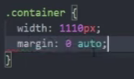 .container {
width: 1110px;
margin: 0 auto;
}